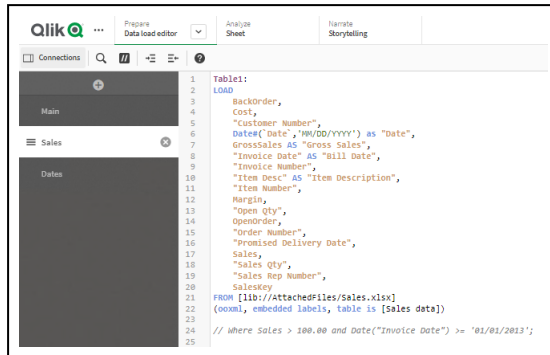 Qlik
Prepare
Data load editor
Analyze
Sheet
Narrate
Storytelling
Connections
Main
Sales
Dates
1 Table1:
2 LOAD
3 BackOrder,
4 Cost,
5 "Customer Number",
6 Date#(`Date`,'MM/DD/YYYY') as "Date",
7 GrossSales AS "Gross Sales",
8 "Invoice Date" AS "Bill Date",
9 "Invoice Number",
10 "Item Desc" AS "Item Description",
11 "Item Number",
12 Margin,
13 "Open Qty",
14 OpenOrder,
15 "Order Number",
16 "Promised Delivery Date",
17 Sales,
18 "Sales Qty",
19 "Sales Rep Number",
20 SalesKey
21 FROM [lib://AttachedFiles/Sales.xlsx]
22 (ooxml, embedded labels, table is [Sales data])
23
24 // Where Sales > 100.00 and Date("Invoice Date") >= '01/01/2013';
25